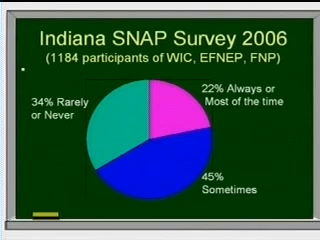 Indiana SNAP Survey 2006
(1184 participants of WIC, EFNEP, FNP)
34% Rarely
or Never
22% Always or
Most of the time
45%
Sometimes